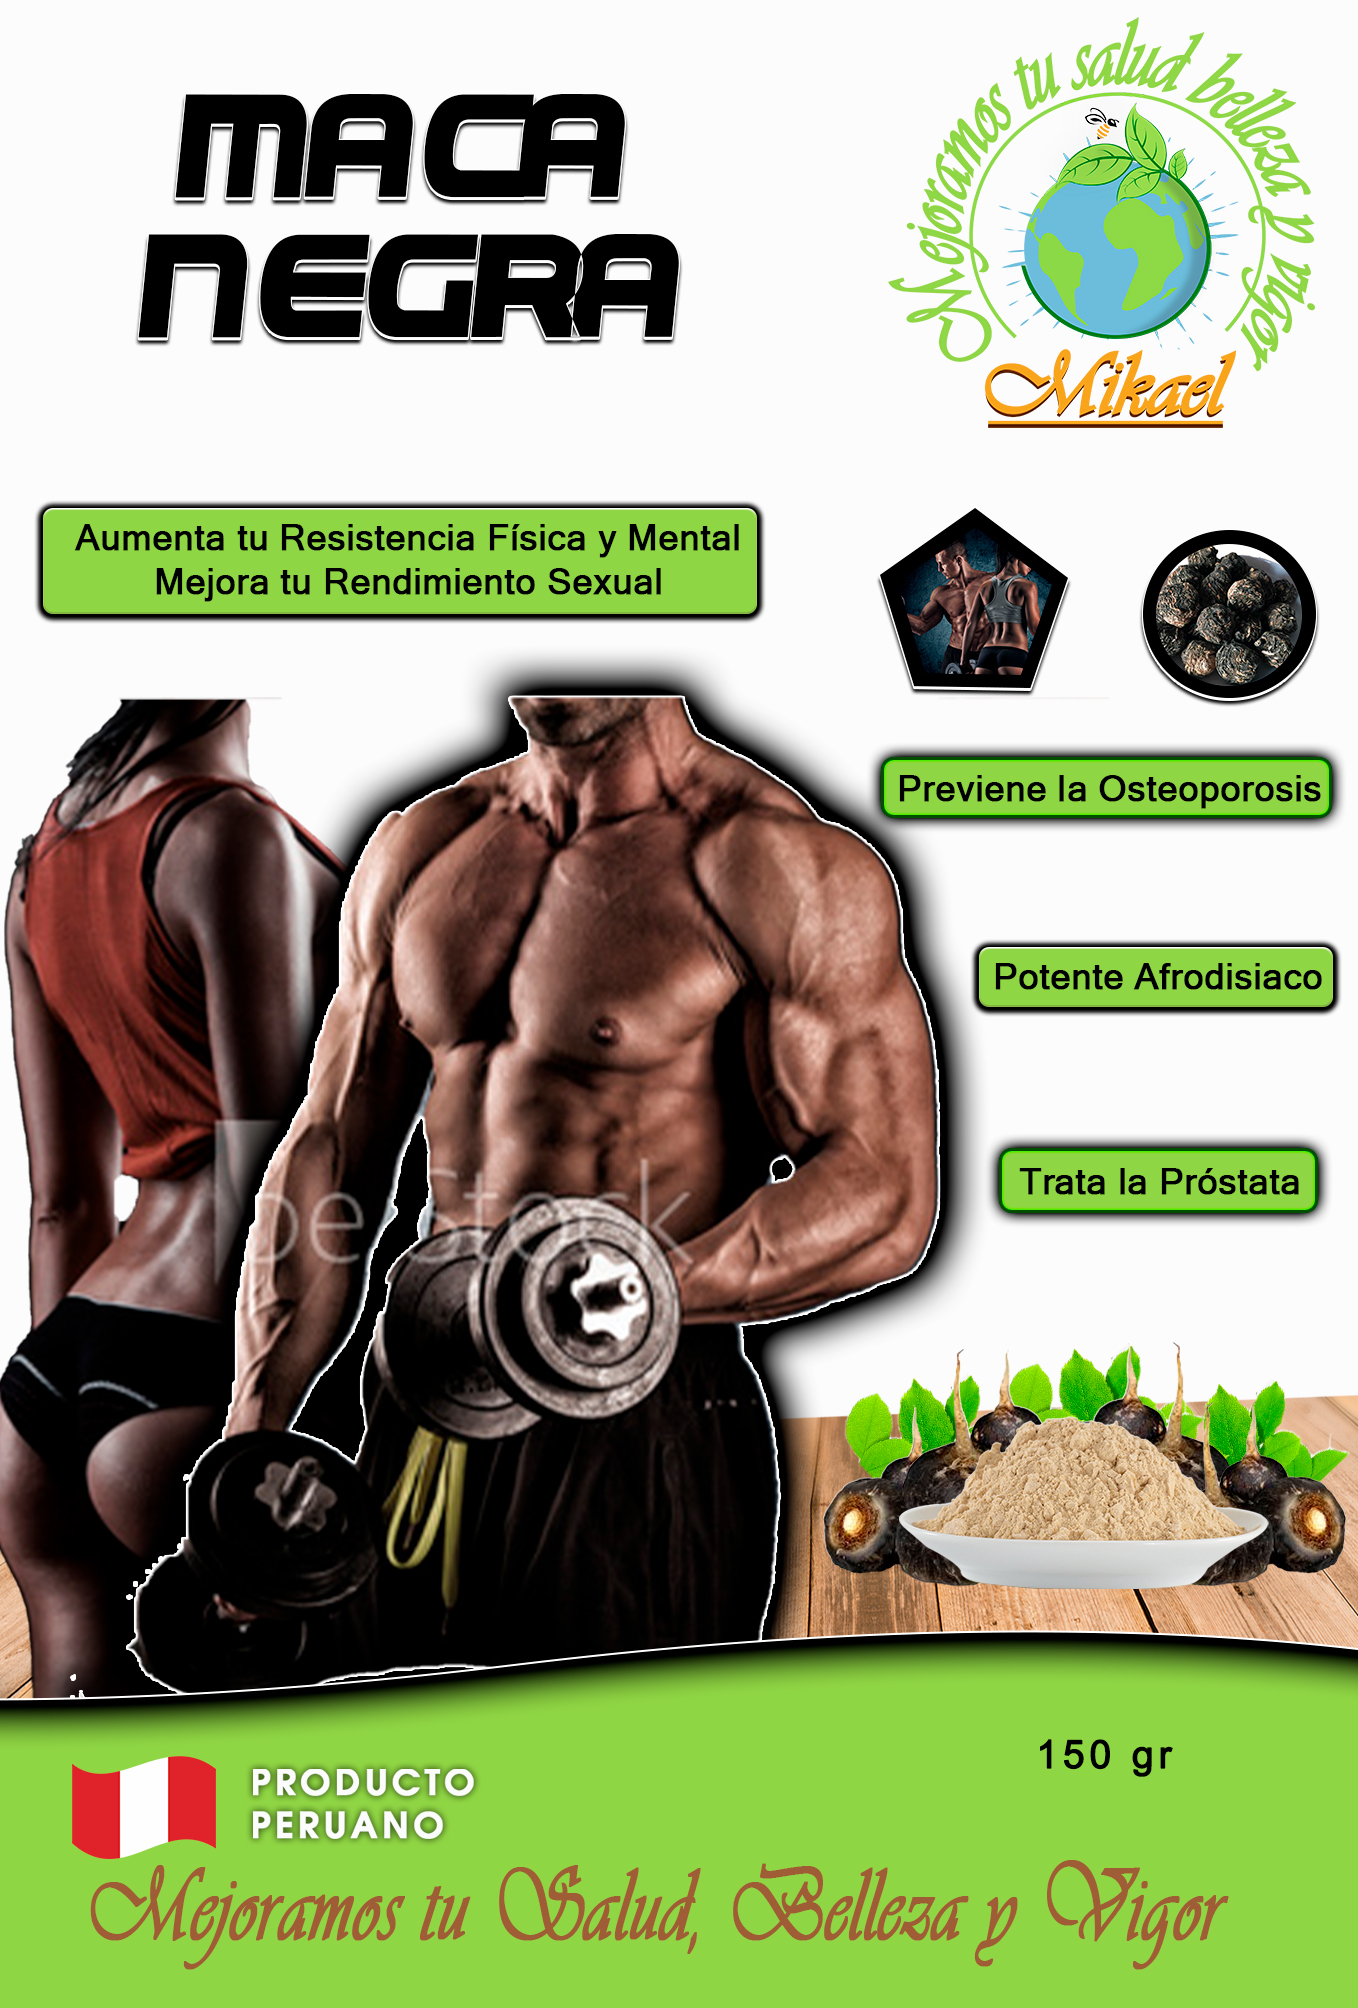 MACA
NEGRA
Mejoramos tu salud belleza y vigor
Mikael
Aumenta tu Resistencia Física y Mental
Mejora tu Rendimiento Sexual
Previene la Osteoporosis
Potente Afrodisiaco
Trata la Próstata
150 gr
PRODUCTO
PERUANO
Mejoramos tu Salud, Belleza y Vigor